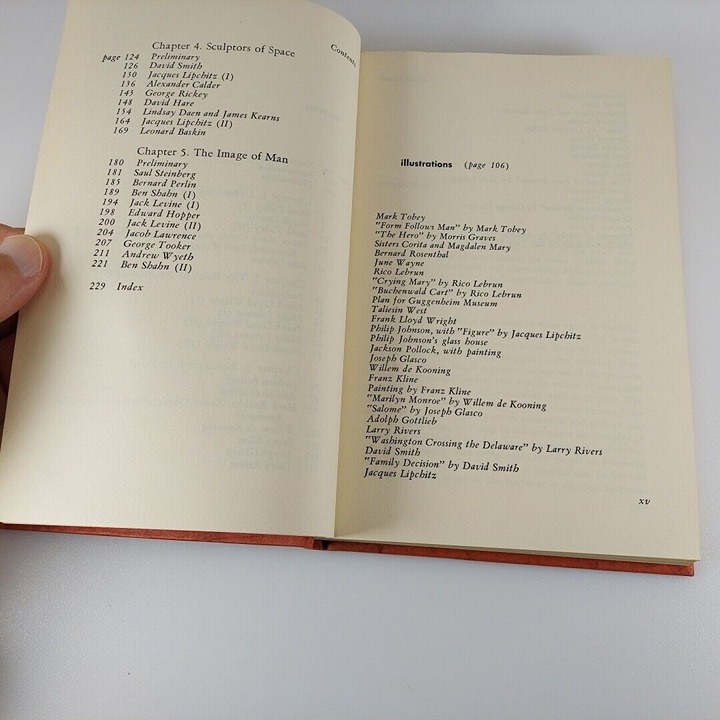 Contents
Chapter 4. Sculptors of Space
page 124 Preliminary
126 David Smith
130 Jacques Lipchitz (I)
136 Alexander Calder
143 George Rickey
148 David Hare
154 Lindsay Daen and James Kearns
164 Jacques Lipchitz (II)
169 Leonard Baskin
Chapter 5. The Image of Man
180 Preliminary
181 Saul Steinberg
185 Bernard Perlin
189 Ben Shahn (I)
194 Jack Levine (I)
198 Edward Hopper
200 Jack Levine (II)
204 Jacob Lawrence
207 George Tooker
211 Andrew Wyeth
221 Ben Shahn (II)
229 Index
illustrations (page 106)
Mark Tobey
"Form Follows Man" by Mark Tobey
"The Hero" by Morris Graves
Sisters Corita and Magdalen Mary
Bernard Rosenthal
June Wayne
Rico Lebrun
"Crying Mary" by Rico Lebrun
"Buchenwald Cart" by Rico Lebrun
Plan for Guggenheim Museum
Taliesin West
Frank Lloyd Wright
Philip Johnson, with "Figure" by Jacques Lipchitz
Philip Johnson's glass house
Jackson Pollock, with painting
Joseph Glasco
Willem de Kooning
Franz Kline
Painting by Franz Kline
"Marilyn Monroe" by Willem de Kooning
"Salome" by Joseph Glasco
Adolph Gottlieb
Larry Rivers
"Washington Crossing the Delaware" by Larry Rivers
David Smith
"Family Decision" by David Smith
Jacques Lipchitz
xv